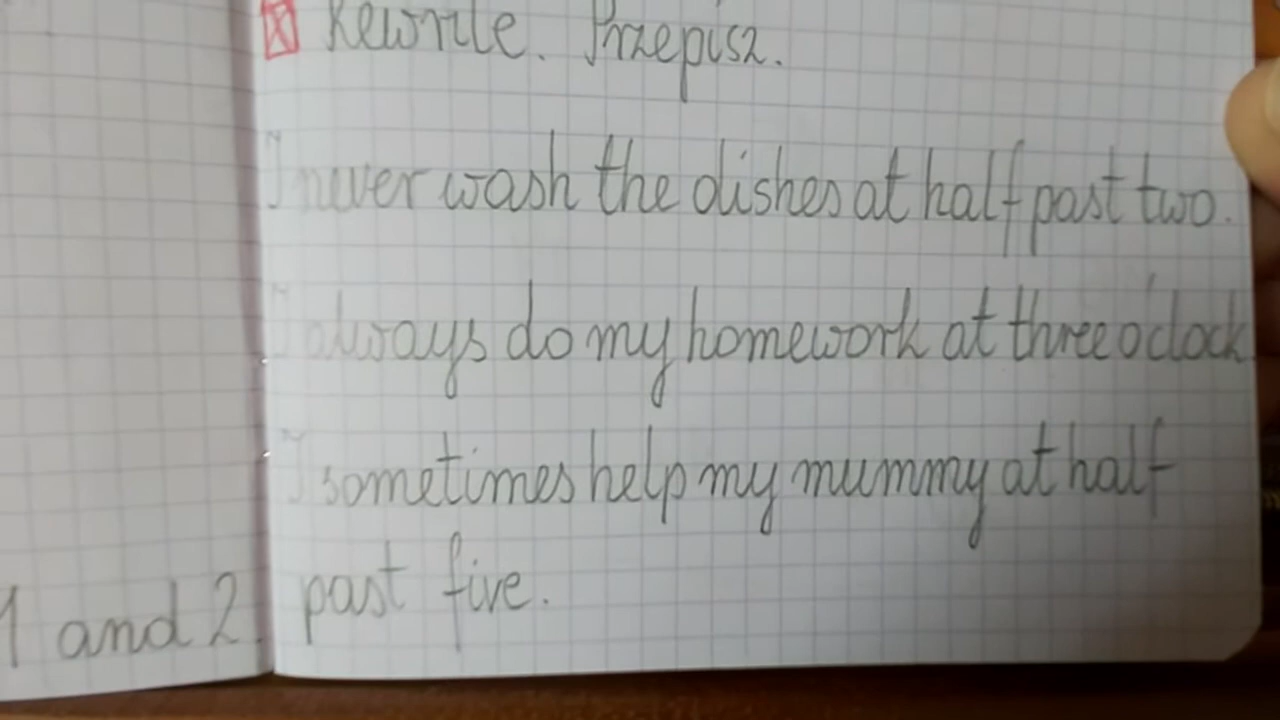 Rewrite. Przepisz.
I never wash the dishes at half past two.
I always do my homework at three o'clock
I sometimes help my mummy at half
past five.
1 and 2.